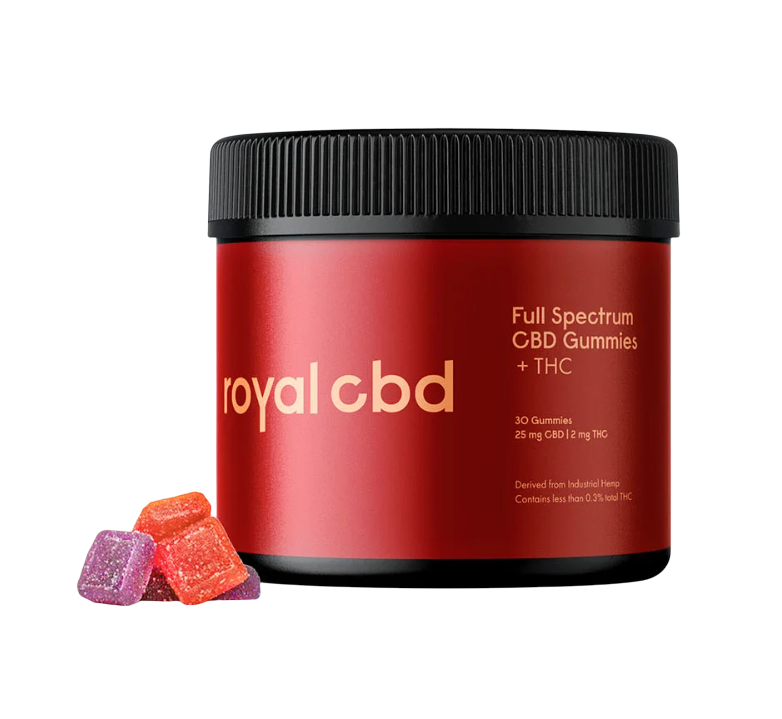 royal cbd
Full Spectrum
CBD Gummies
+ THC
30 Gummies
25 mg CBD | 2 mg THC
Derived from Industrial Hemp
Contains less than 0.3% total THC